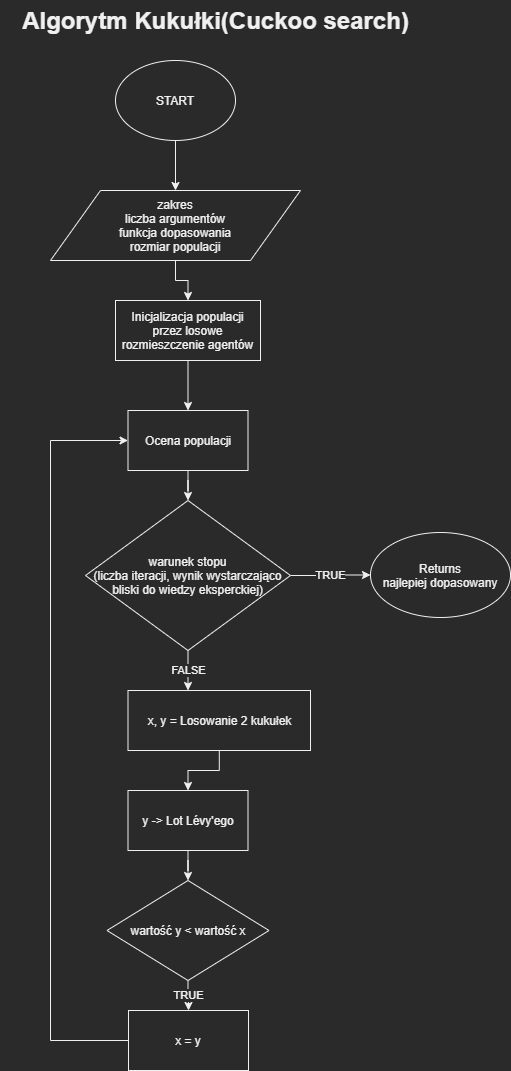 Algorytm Kukułki(Cuckoo search)
START
zakres
liczba argumentów
funkcja dopasowania
rozmiar populacji
Inicjalizacja populacji
przez losowe
rozmieszczenie agentów
Ocena populacji
warunek stopu
(liczba iteracji, wynik wystarczająco
bliski do wiedzy eksperckiej)
TRUE
Returns
najlepiej dopasowany
FALSE
x, y = Losowanie 2 kukułek
y -> Lot Lévy'ego
wartość y < wartość x
TRUE
x = y